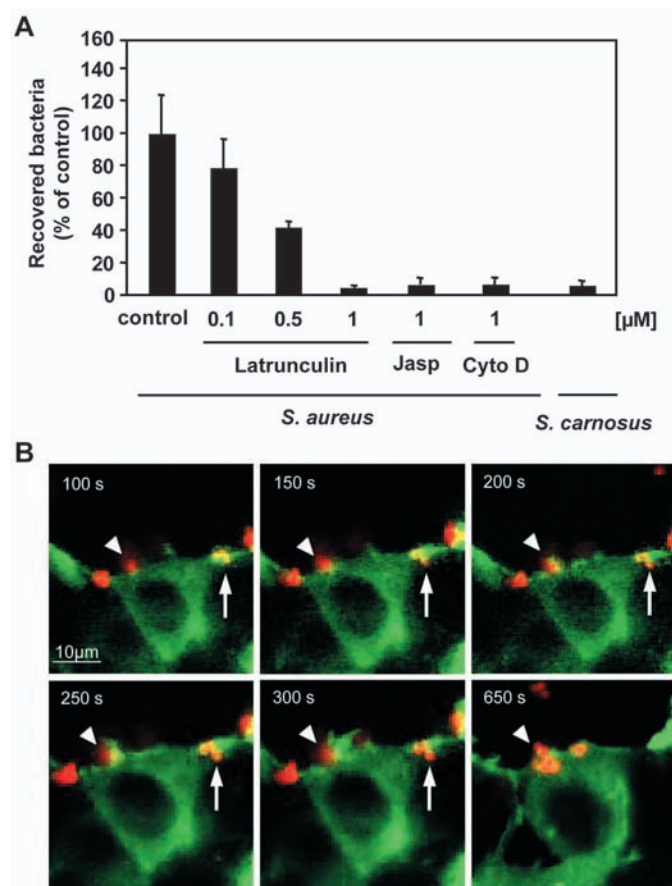 A
Recovered bacteria
(% of control)
160
140
120
100
80
60
40
20
0
control 0.1 0.5 1 1 1 [µM]
Latrunculin Jasp Cyto D
S. aureus S. carnosus
B
100 s 150 s 200 s
10µm
250 s 300 s 650 s